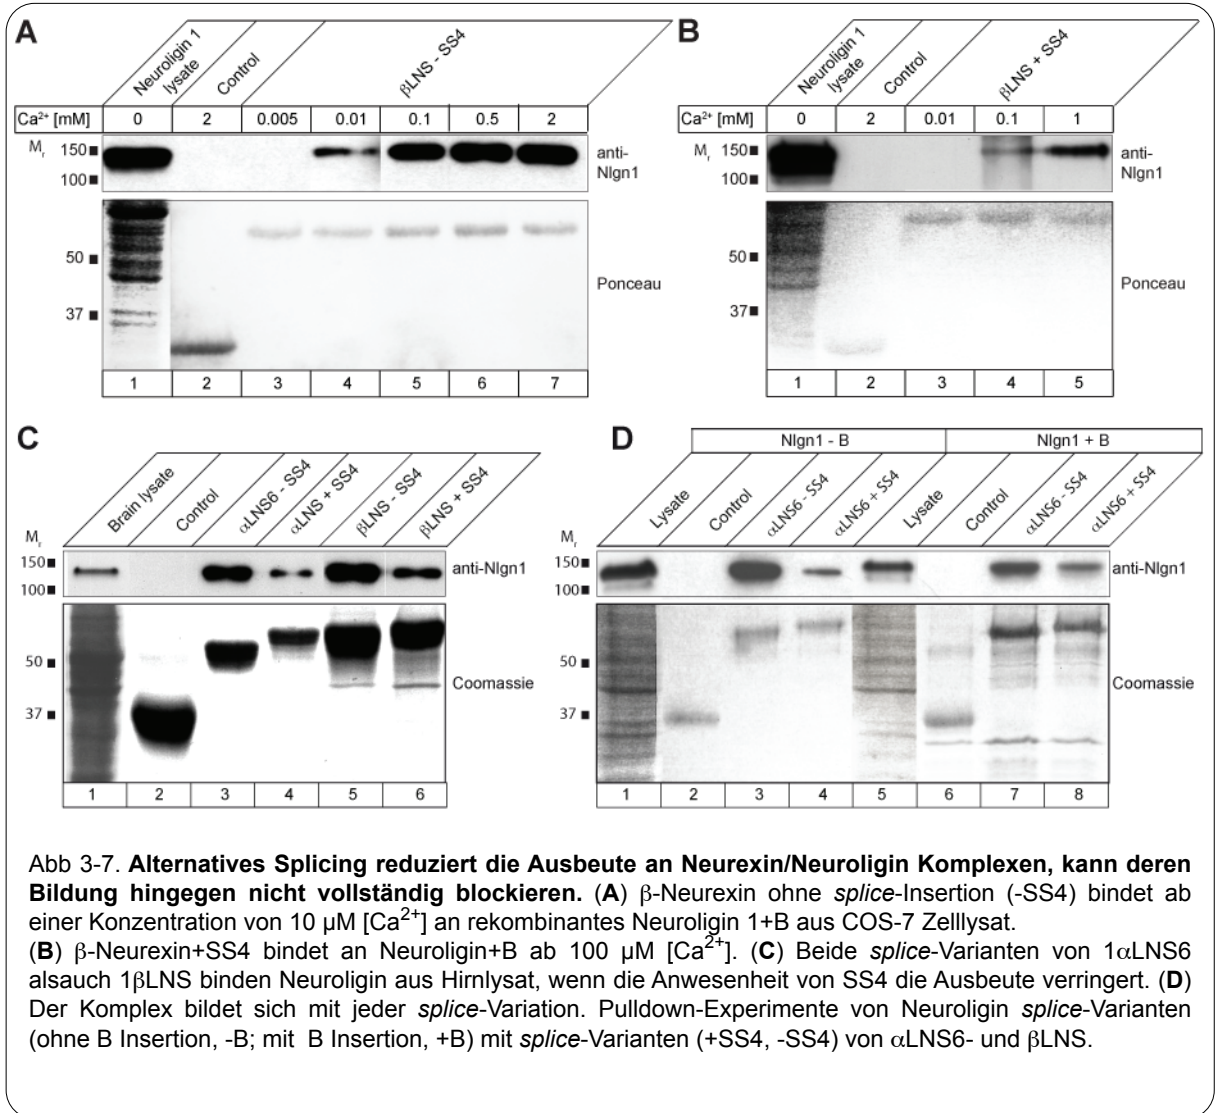 A
Neuroligin 1
lysate
Control
βLNS - SS4
Ca²⁺ [mM] 0 2 0.005 0.01 0.1 0.5 2
Mr 150
100
anti-
Nlgn1
50
37
Ponceau
1 2 3 4 5 6 7
B
Neuroligin 1
lysate
Control
βLNS + SS4
Ca²⁺ [mM] 0 2 0.01 0.1 1
Mr 150
100
anti-
Nlgn1
50
37
Ponceau
1 2 3 4 5
C
Brain lysate
Control
αLNS6 - SS4
αLNS + SS4
βLNS - SS4
βLNS + SS4
Mr
150
100
anti-Nlgn1
50
37
Coomassie
1 2 3 4 5 6
D
Nlgn1 - B Nlgn1 + B
Lysate
Control
αLNS6 - SS4
αLNS6 + SS4
Lysate
Control
αLNS6 - SS4
αLNS6 + SS4
Mr
150
100
anti-Nlgn1
50
37
Coomassie
1 2 3 4 5 6 7 8
Abb 3-7. Alternatives Splicing reduziert die Ausbeute an Neurexin/Neuroligin Komplexen, kann deren
Bildung hingegen nicht vollständig blockieren. (A) β-Neurexin ohne splice-Insertion (-SS4) bindet ab
einer Konzentration von 10 µM [Ca²⁺] an rekombinantes Neuroligin 1+B aus COS-7 Zelllysat.
(B) β-Neurexin+SS4 bindet an Neuroligin+B ab 100 µM [Ca²⁺]. (C) Beide splice-Varianten von 1αLNS6
alsauch 1βLNS binden Neuroligin aus Hirnlysat, wenn die Anwesenheit von SS4 die Ausbeute verringert. (D)
Der Komplex bildet sich mit jeder splice-Variation. Pulldown-Experimente von Neuroligin splice-Varianten
(ohne B Insertion, -B; mit B Insertion, +B) mit splice-Varianten (+SS4, -SS4) von αLNS6- und βLNS.